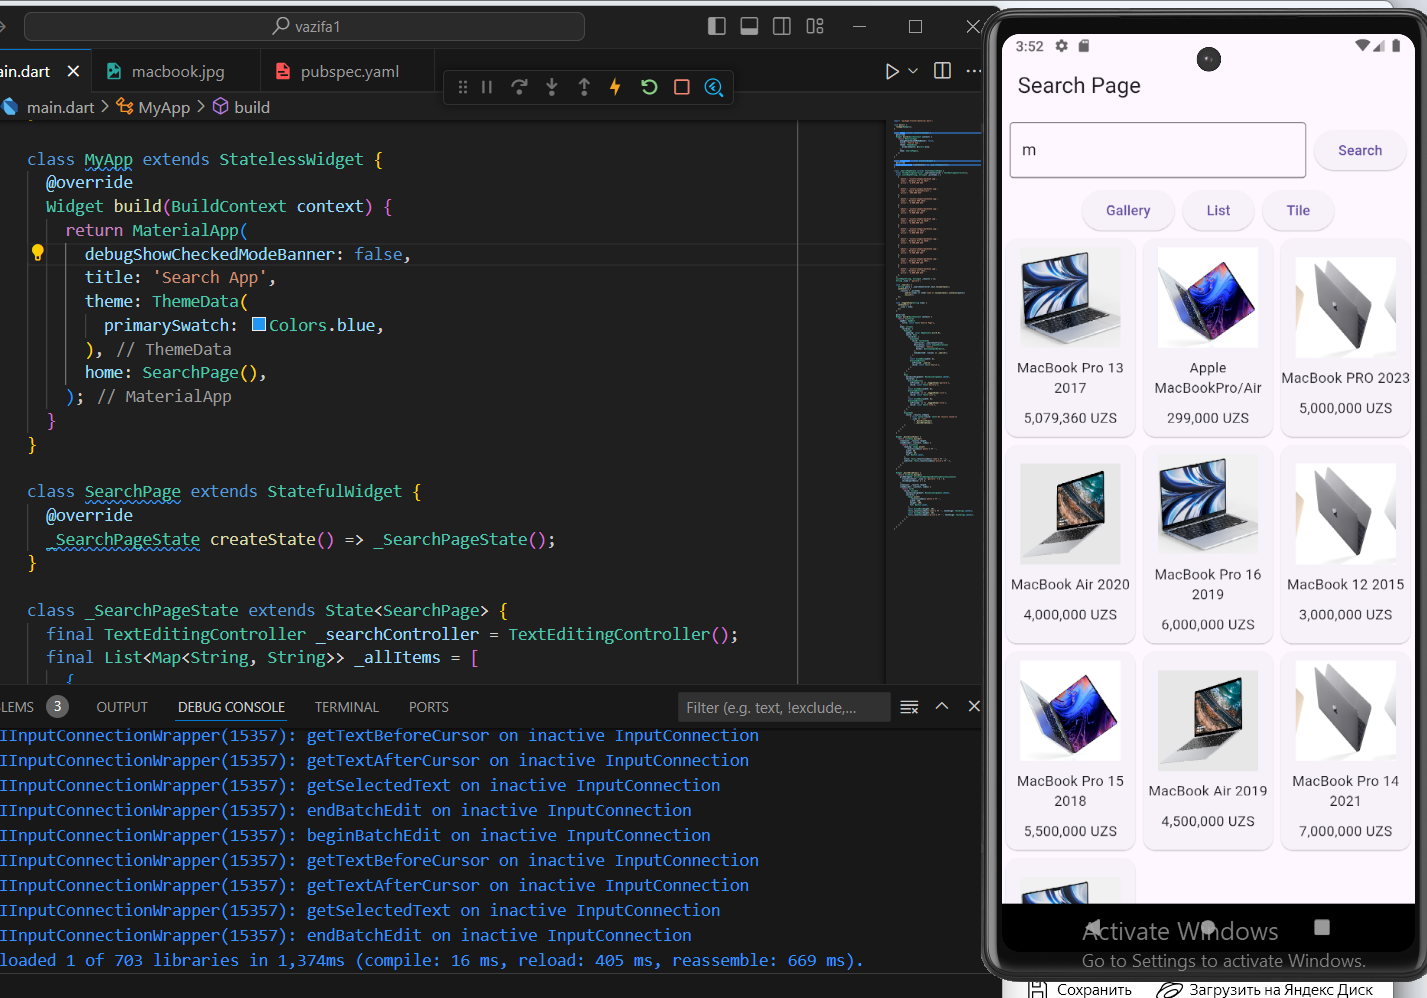 vazifa1
ain.dart
macbook.jpg
pubspec.yaml
main.dart > MyApp > build
class MyApp extends StatelessWidget {
@override
Widget build(BuildContext context) {
return MaterialApp(
debugShowCheckedModeBanner: false,
title: 'Search App',
theme: ThemeData(
primarySwatch: Colors.blue,
), // ThemeData
home: SearchPage(),
); // MaterialApp
}
}
class SearchPage extends StatefulWidget {
@override
_SearchPageState createState() => _SearchPageState();
}
class _SearchPageState extends State<SearchPage> {
final TextEditingController _searchController = TextEditingController();
final List<Map<String, String>> _allItems = [
{
LEMS 3
OUTPUT
DEBUG CONSOLE
TERMINAL
PORTS
Filter (e.g. text, !exclude,...
IInputConnectionWrapper(15357): getTextBeforeCursor on inactive InputConnection
IInputConnectionWrapper(15357): getTextAfterCursor on inactive InputConnection
IInputConnectionWrapper(15357): getSelectedText on inactive InputConnection
IInputConnectionWrapper(15357): endBatchEdit on inactive InputConnection
IInputConnectionWrapper(15357): beginBatchEdit on inactive InputConnection
IInputConnectionWrapper(15357): getTextBeforeCursor on inactive InputConnection
IInputConnectionWrapper(15357): getTextAfterCursor on inactive InputConnection
IInputConnectionWrapper(15357): getSelectedText on inactive InputConnection
IInputConnectionWrapper(15357): endBatchEdit on inactive InputConnection
loaded 1 of 703 libraries in 1,374ms (compile: 16 ms, reload: 405 ms, reassemble: 669 ms).
3:52
Search Page
m
Search
Gallery
List
Tile
MacBook Pro 13
2017
5,079,360 UZS
Apple
MacBookPro/Air
299,000 UZS
MacBook PRO 2023
5,000,000 UZS
MacBook Air 2020
4,000,000 UZS
MacBook Pro 16
2019
6,000,000 UZS
MacBook 12 2015
3,000,000 UZS
MacBook Pro 15
2018
5,500,000 UZS
MacBook Air 2019
4,500,000 UZS
MacBook Pro 14
2021
7,000,000 UZS
Activate Windows
Go to Settings to activate Windows.
Сохранить
Загрузить на Яндекс Диск